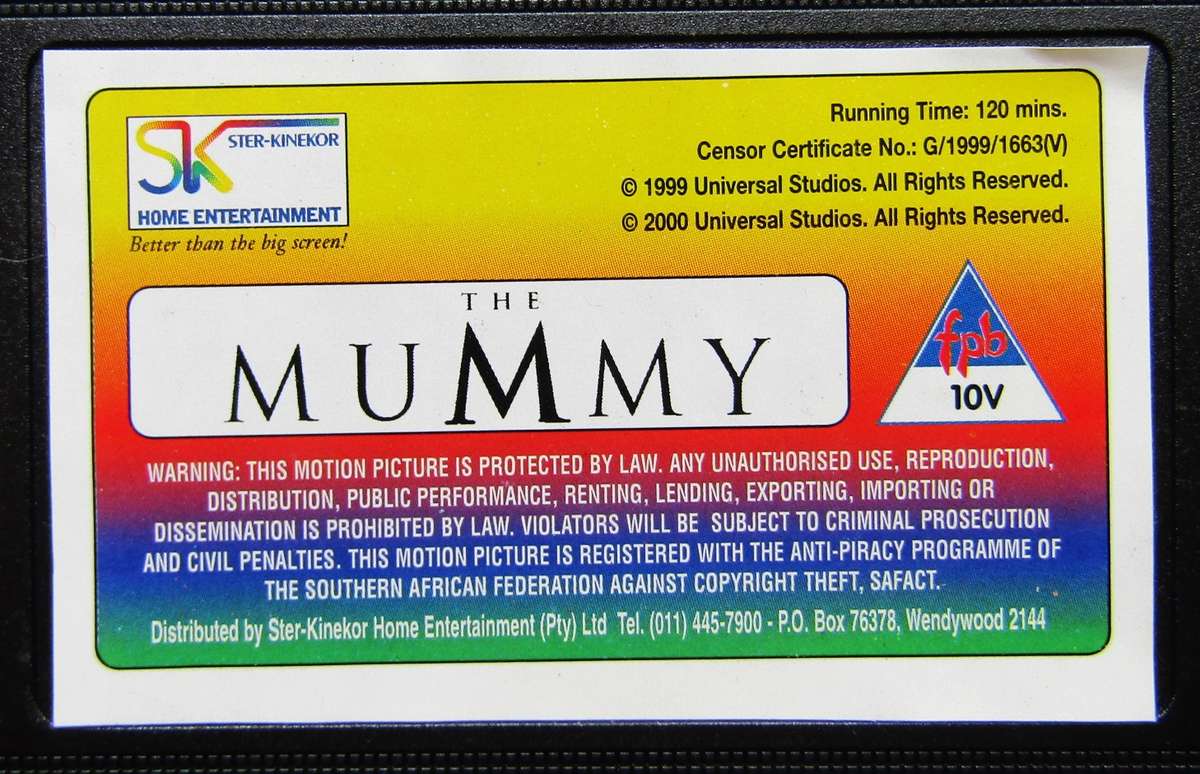 SK STER-KINEKOR
HOME ENTERTAINMENT
Better than the big screen!
Running Time: 120 mins.
Censor Certificate No.: G/1999/1663(V)
© 1999 Universal Studios. All Rights Reserved.
© 2000 Universal Studios. All Rights Reserved.
THE
MUMMY
fpb
10V
WARNING: THIS MOTION PICTURE IS PROTECTED BY LAW. ANY UNAUTHORISED USE, REPRODUCTION,
DISTRIBUTION, PUBLIC PERFORMANCE, RENTING, LENDING, EXPORTING, IMPORTING OR
DISSEMINATION IS PROHIBITED BY LAW. VIOLATORS WILL BE SUBJECT TO CRIMINAL PROSECUTION
AND CIVIL PENALTIES. THIS MOTION PICTURE IS REGISTERED WITH THE ANTI-PIRACY PROGRAMME OF
THE SOUTHERN AFRICAN FEDERATION AGAINST COPYRIGHT THEFT, SAFACT.
Distributed by Ster-Kinekor Home Entertainment (Pty) Ltd Tel. (011) 445-7900 - P.O. Box 76378, Wendywood 2144